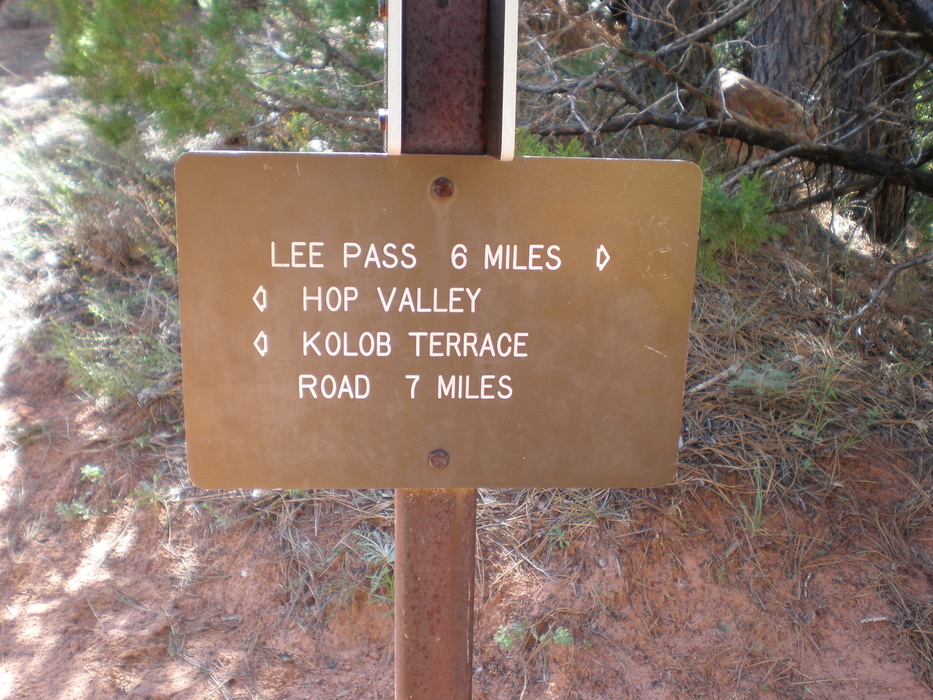 LEE PASS 6 MILES
HOP VALLEY
KOLOB TERRACE
ROAD 7 MILES